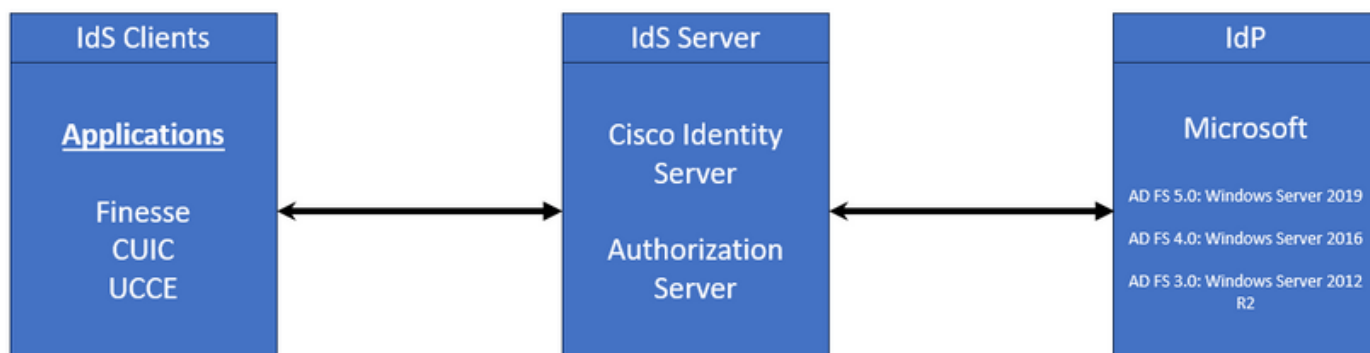 IdS Clients
Applications
Finesse
CUIC
UCCE
IdS Server
Cisco Identity
Server
Authorization
Server
IdP
Microsoft
AD FS 5.0: Windows Server 2019
AD FS 4.0: Windows Server 2016
AD FS 3.0: Windows Server 2012
R2